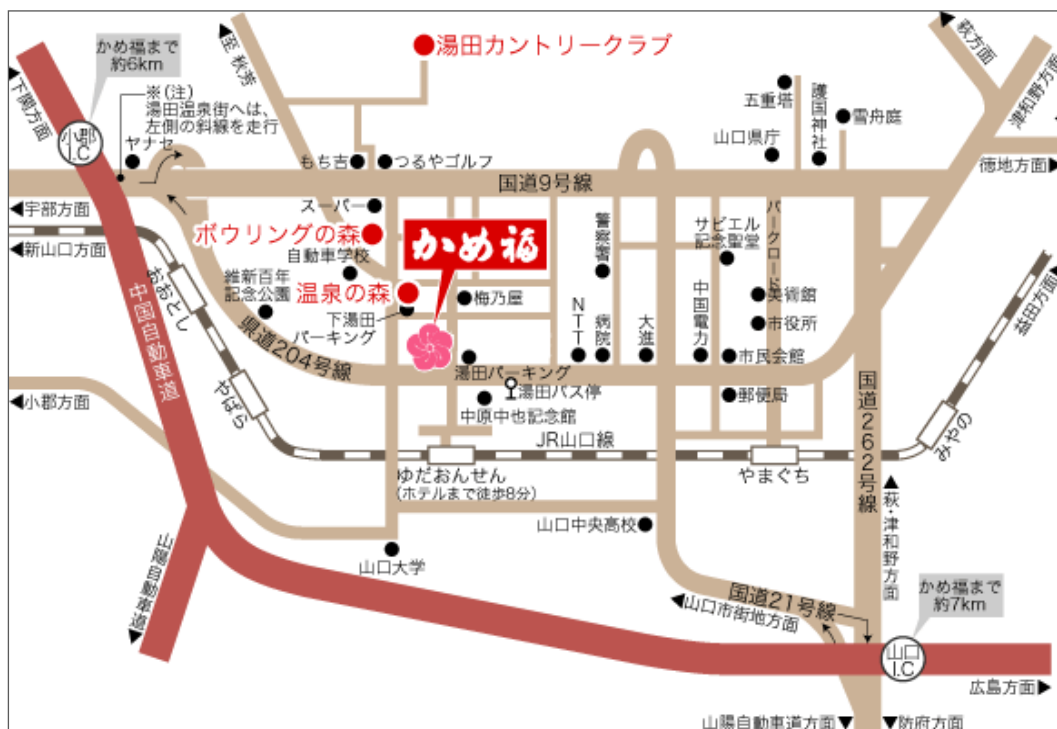 かめ福まで
約6km
◀至 秋芳
湯田カントリークラブ
◀萩方面
津和野方面
◀下関方面
※(注)
湯田温泉街へは、
左側の斜線を走行
五重塔
護国神社
雪舟庭
小郡
I.C
ヤナセ
もち吉
つるやゴルフ
山口県庁
徳地方面▶
国道9号線
◀宇部方面
スーパー
◀新山口方面
ボウリングの森
自動車学校
かめ福
警察署
サビエル
記念聖堂
パークロード
おおとし
維新百年
記念公園
温泉の森
梅乃屋
美術館
益田方面▶
中国自動車道
下湯田
パーキング
NTT
病院
大進
中国電力
市役所
県道204号線
湯田パーキング
市民会館
◀小郡方面
やばら
湯田バス停
郵便局
国道262号線
中原中也記念館
みやの
JR山口線
ゆだおんせん
(ホテルまで徒歩8分)
やまぐち
山口中央高校
◀萩・津和野方面
山陽自動車道▶
山口大学
かめ福まで
約7km
国道21号線
◀山口市街地方面
山口
I.C
広島方面▶
山陽自動車道方面▼
▼防府方面